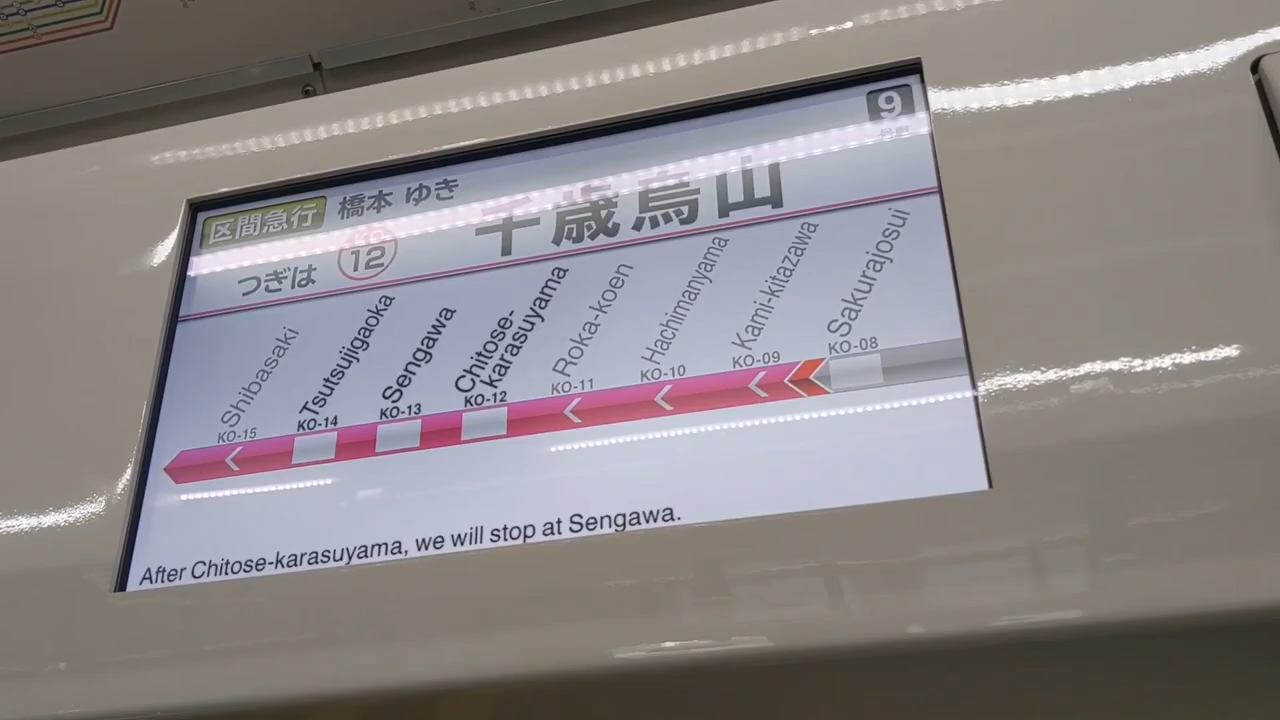 区間急行 橋本 ゆき
9
号車
つぎは 12 千歳烏山
Shibasaki
Tsutsujigaoka
Sengawa
Chitose-
karasuyama
Roka-koen
Hachimanyama
Kami-kitazawa
Sakurajosui
KO-15 KO-14 KO-13 KO-12 KO-11 KO-10 KO-09 KO-08
After Chitose-karasuyama, we will stop at Sengawa.